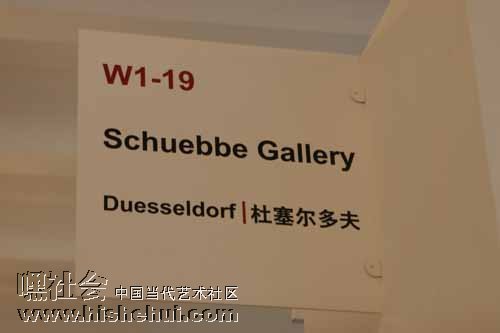 W1-19
Schuebbe Gallery
Duesseldorf|杜塞尔多夫
嘿社会 中国当代艺术社区
www.hishehui.com